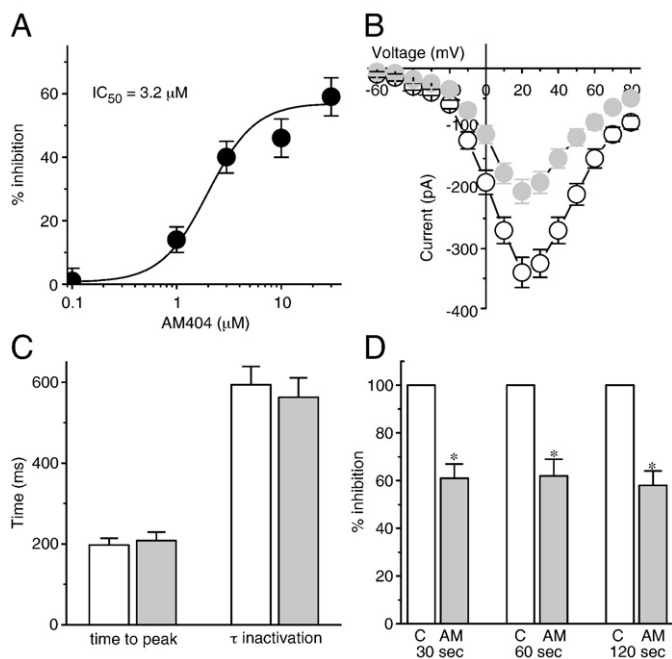 A
IC50 = 3.2 µM
% inhibition
60
40
20
0
0.1
1
10
AM404 (µM)
B
Voltage (mV)
-60
-40
-20
0
20
40
60
80
-100
-200
-300
-400
Current (pA)
C
Time (ms)
600
400
200
0
time to peak
τ inactivation
D
% inhibition
100
80
60
40
20
0
*
*
*
C AM
C AM
C AM
30 sec
60 sec
120 sec